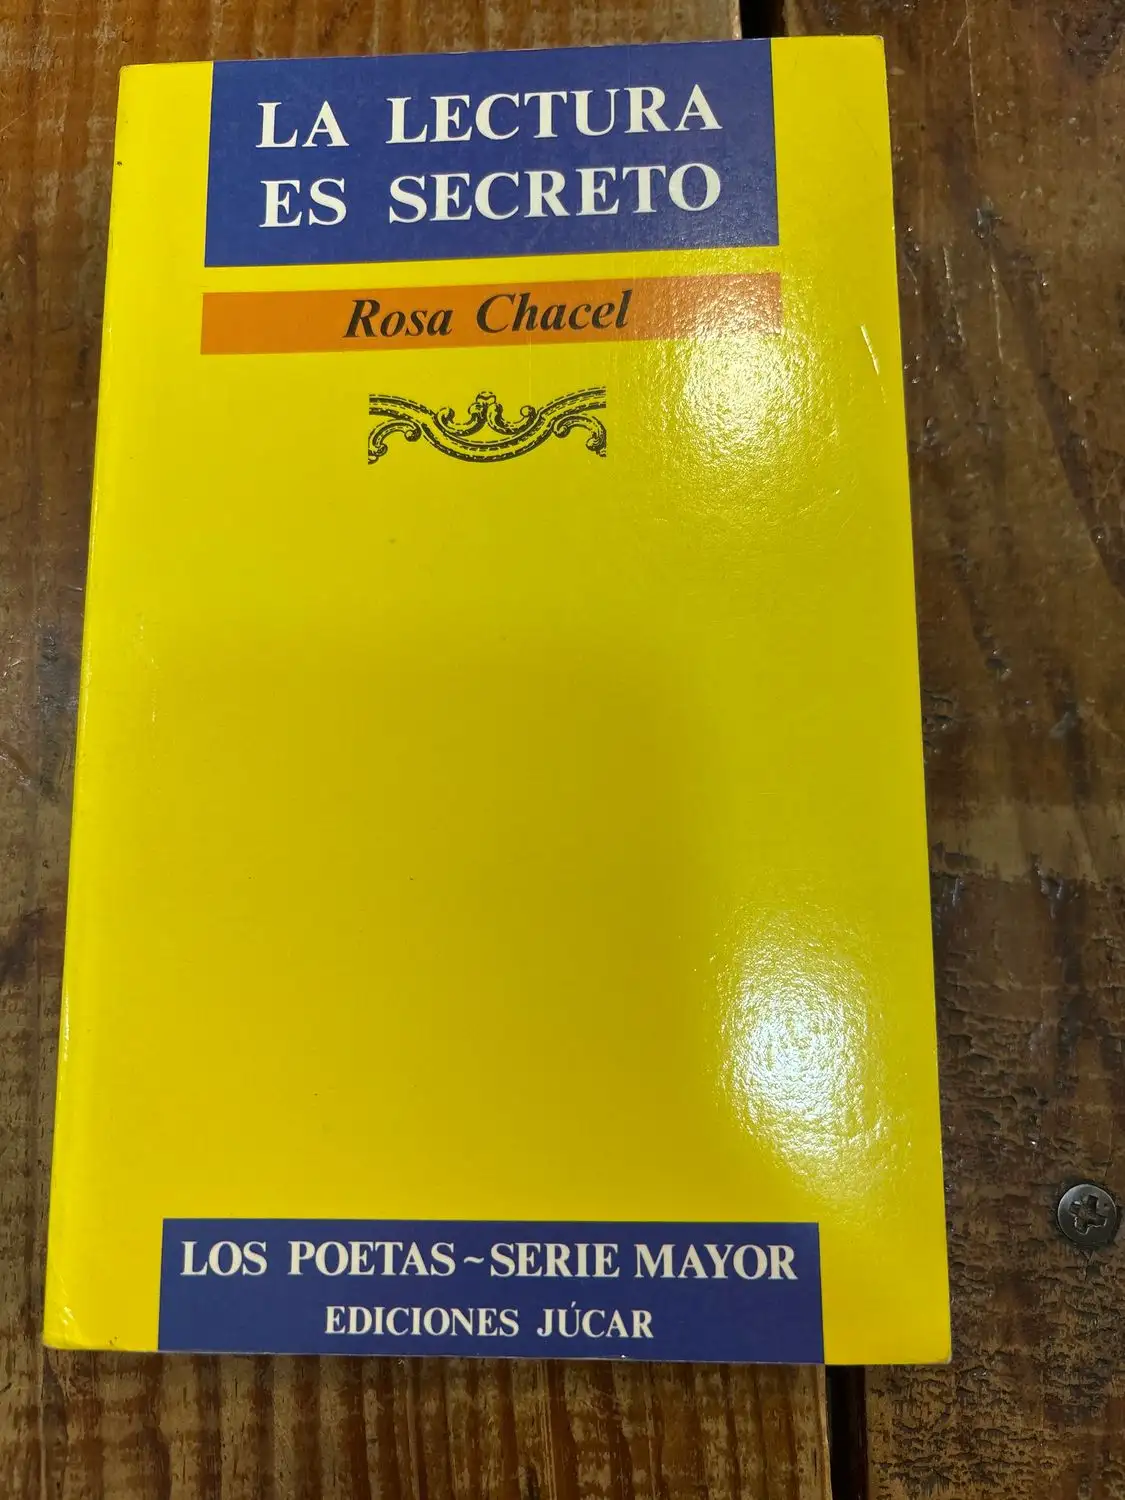 LA LECTURA
ES SECRETO
Rosa Chacel
LOS POETAS ~ SERIE MAYOR
EDICIONES JÚCAR